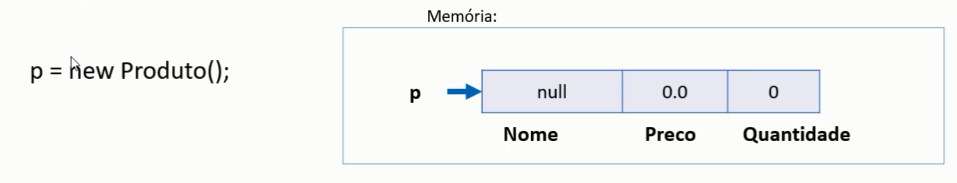 Memória:
p = new Produto();
p
null 0.0 0
Nome Preco Quantidade